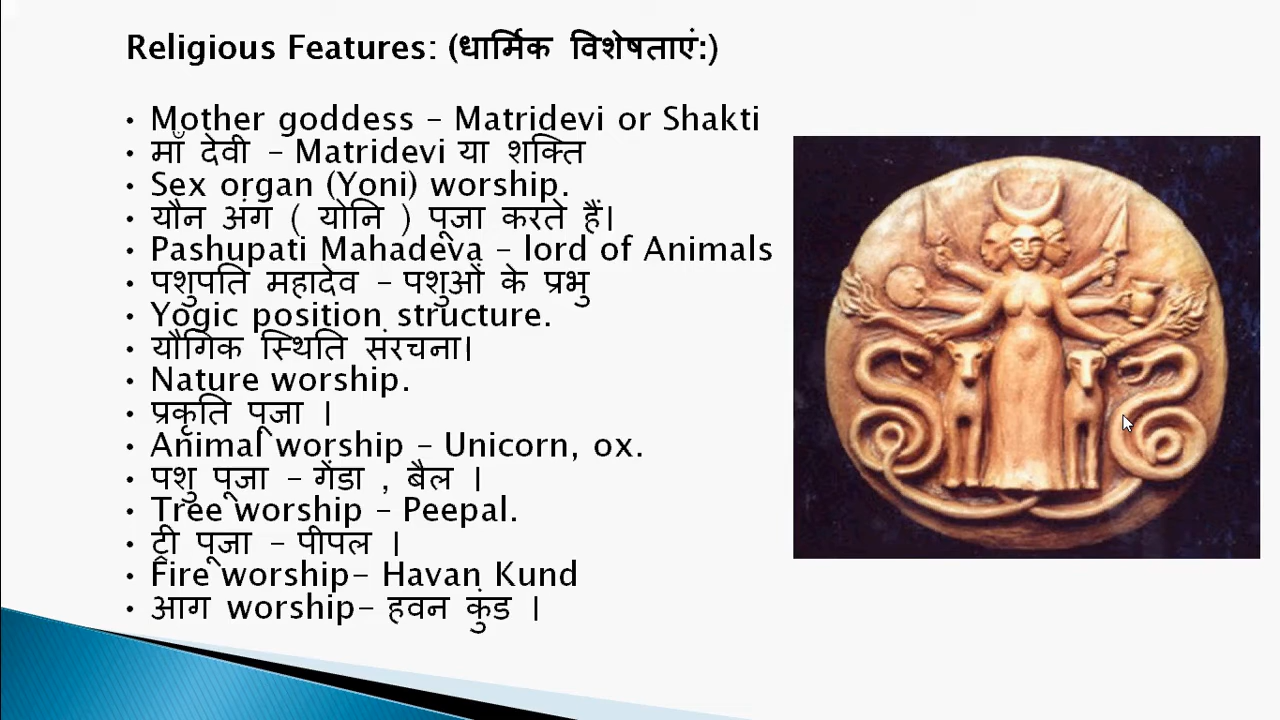 Religious Features: (धार्मिक विशेषताएं:)
• Mother goddess – Matridevi or Shakti
• माँ देवी – Matridevi या शक्ति
• Sex organ (Yoni) worship.
• यौन अंग ( योनि ) पूजा करते हैं।
• Pashupati Mahadeva – lord of Animals
• पशुपति महादेव – पशुओं के प्रभु
• Yogic position structure.
• यौगिक स्थिति संरचना।
• Nature worship.
• प्रकृति पूजा ।
• Animal worship – Unicorn, ox.
• पशु पूजा – गेंडा , बैल ।
• Tree worship – Peepal.
• ट्री पूजा – पीपल ।
• Fire worship– Havan Kund
• आग worship– हवन कुंड ।